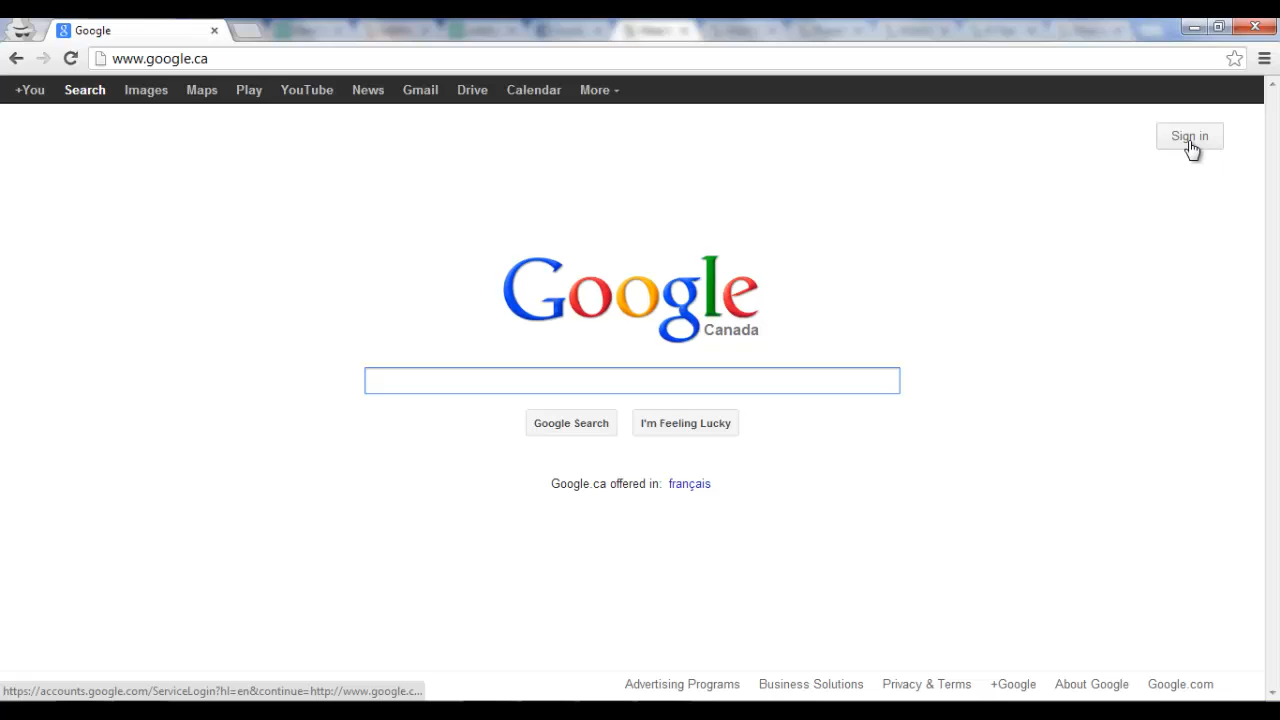 Google
www.google.ca
+You Search Images Maps Play YouTube News Gmail Drive Calendar More
Sign in
Google
Canada
Google Search I'm Feeling Lucky
Google.ca offered in: français
https://accounts.google.com/ServiceLogin?hl=en&continue=http://www.google.c...
Advertising Programs Business Solutions Privacy & Terms +Google About Google Google.com